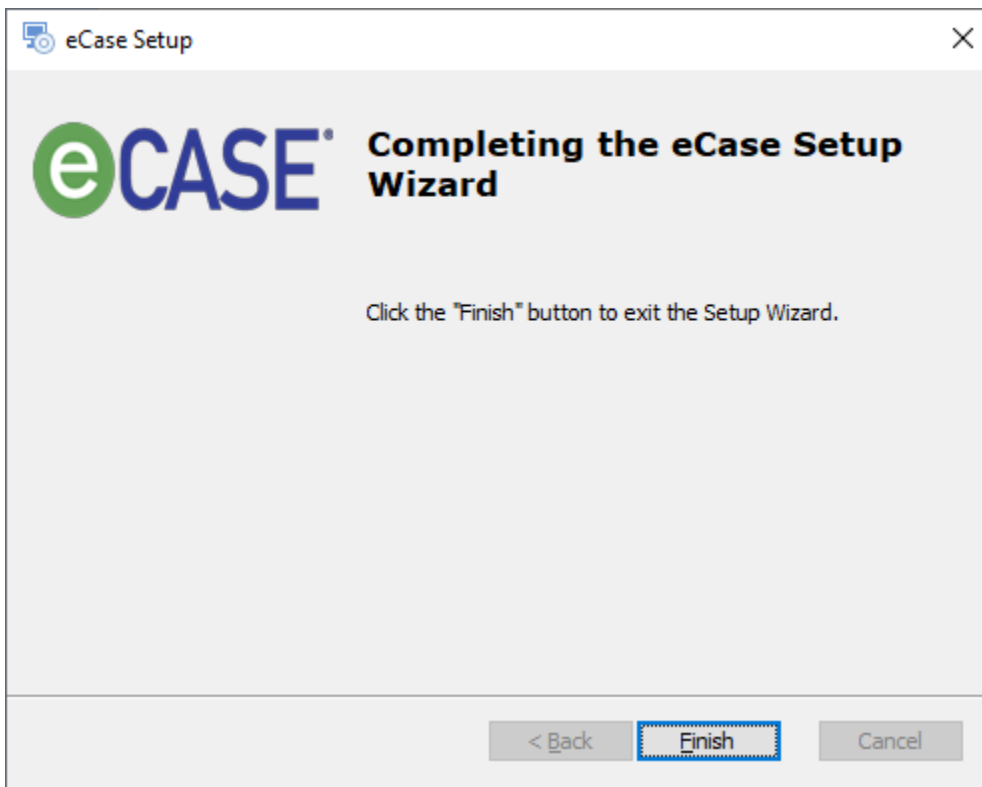 eCase Setup
eCASE®
Completing the eCase Setup
Wizard
Click the "Finish" button to exit the Setup Wizard.
< Back
Finish
Cancel